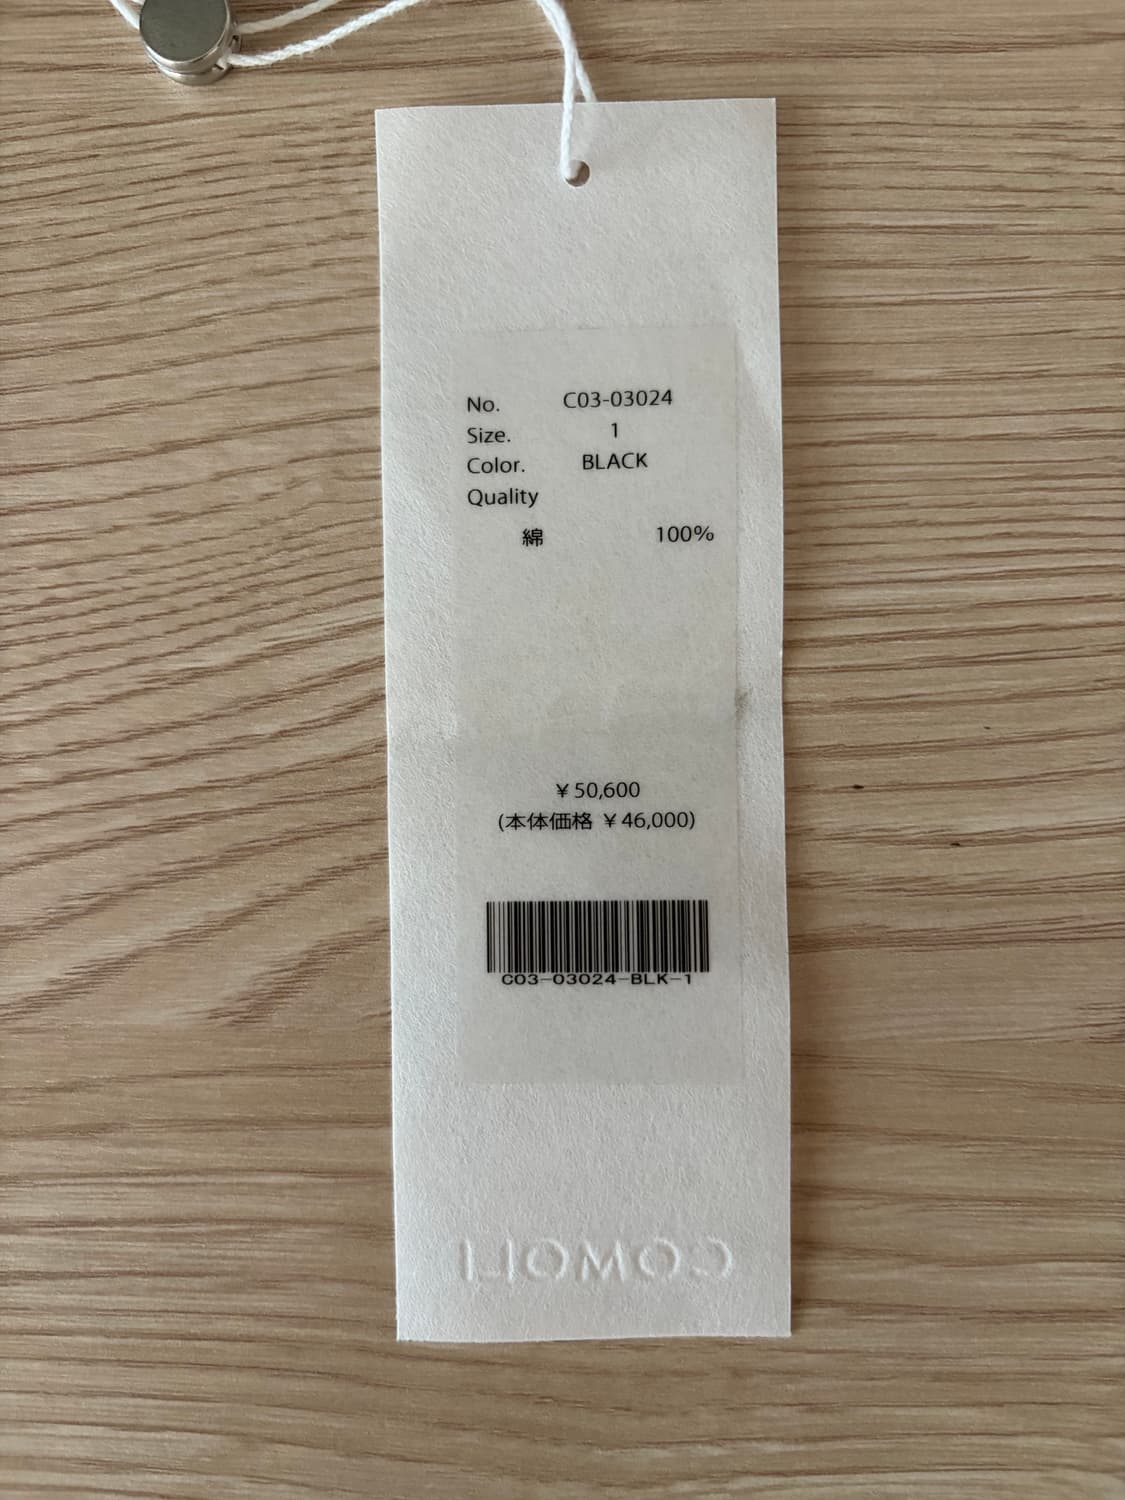 No. C03-03024
Size. 1
Color. BLACK
Quality
綿 100%
¥50,600
(本体価格 ¥46,000)
C03-03024-BLK-1
COMOLI